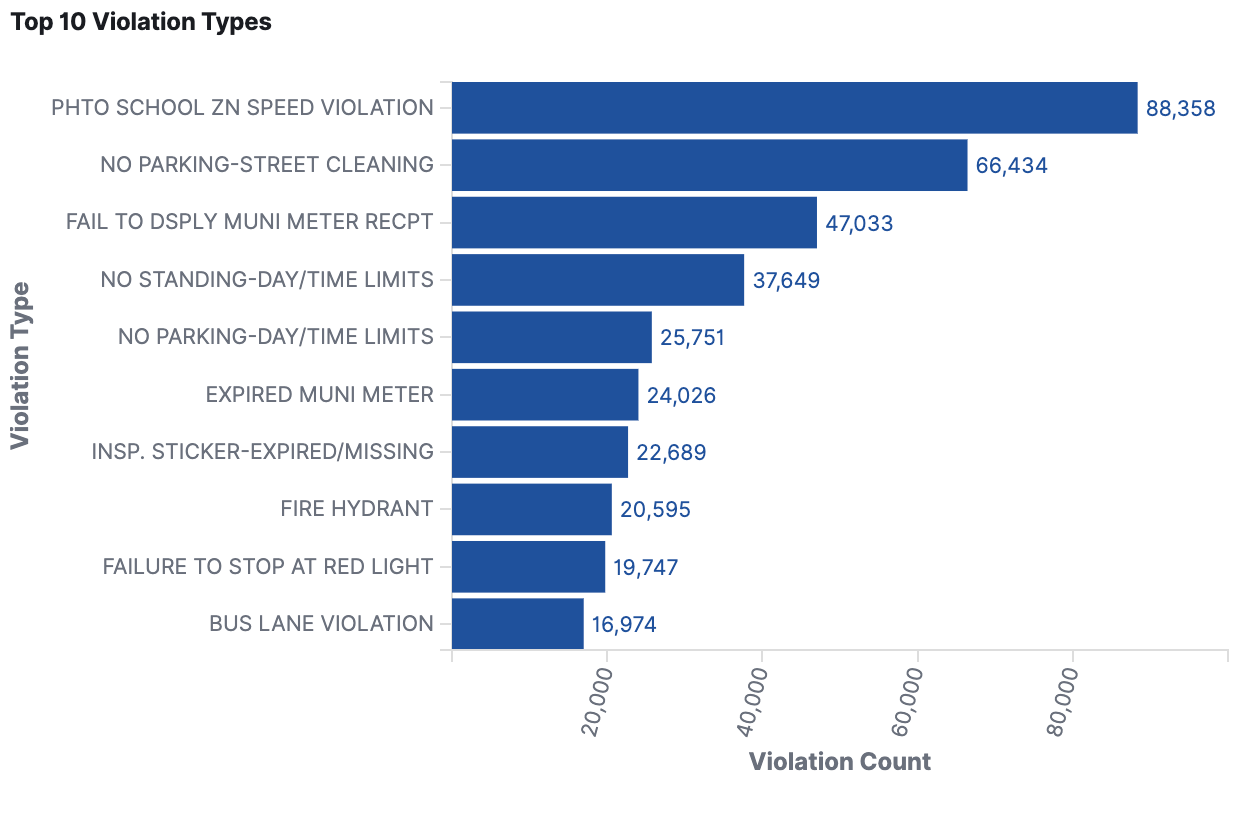 Top 10 Violation Types
Violation Type
PHTO SCHOOL ZN SPEED VIOLATION 88,358
NO PARKING-STREET CLEANING 66,434
FAIL TO DSPLY MUNI METER RECPT 47,033
NO STANDING-DAY/TIME LIMITS 37,649
NO PARKING-DAY/TIME LIMITS 25,751
EXPIRED MUNI METER 24,026
INSP. STICKER-EXPIRED/MISSING 22,689
FIRE HYDRANT 20,595
FAILURE TO STOP AT RED LIGHT 19,747
BUS LANE VIOLATION 16,974
20,000 40,000 60,000 80,000
Violation Count